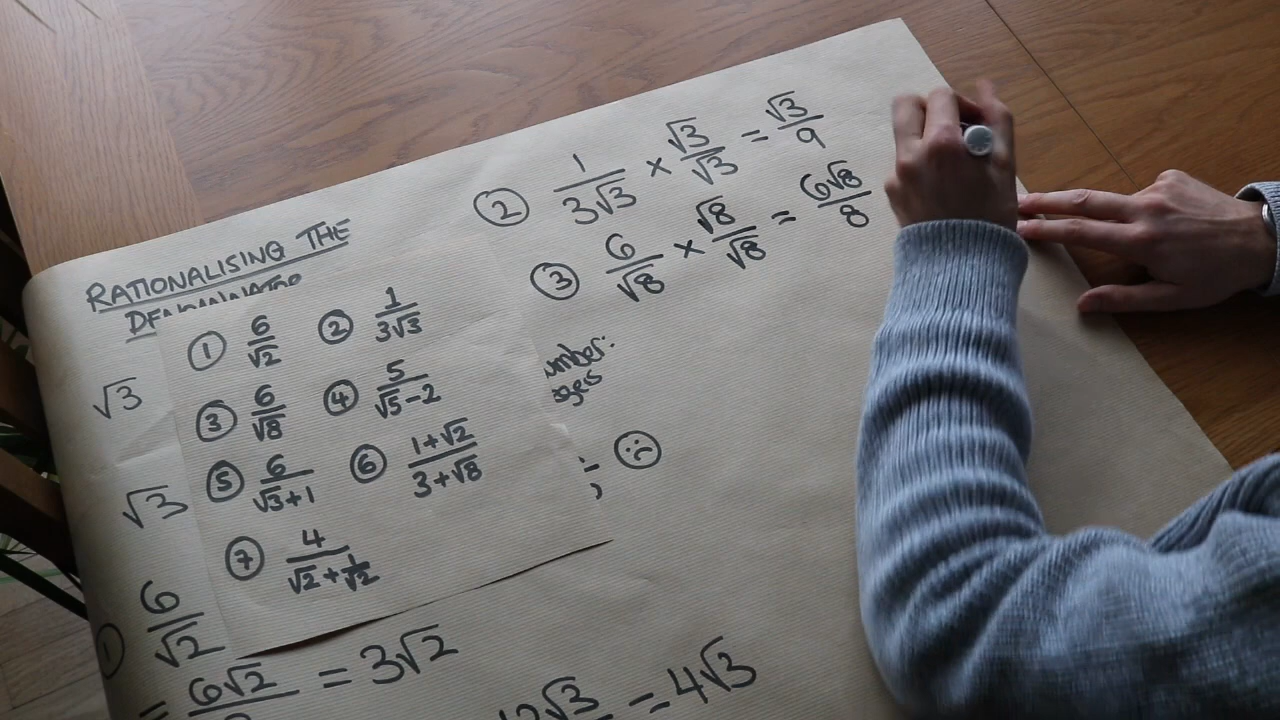 RATIONALISING THE
√3
√3
① 6/√2 ② 1/(3√3)
③ 6/√8 ④ 5/(√5-2)
⑤ 6/(√3+1) ⑥ (1+√2)/(3+√8)
⑦ 4/(√2+1/√2)
① 6/√2
= 6√2/ = 3√2
2√3/ = 4√3
② 1/(3√3) × √3/√3 = √3/9
③ 6/√8 × √8/√8 = 6√8/8